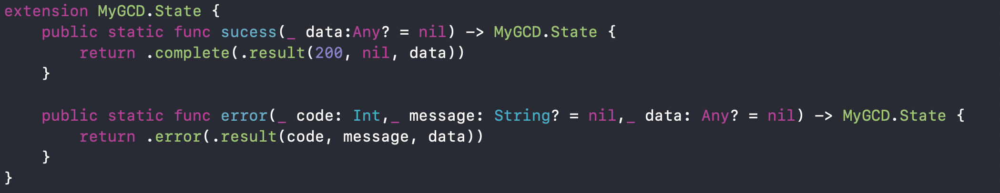 extension MyGCD.State {
    public static func sucess(_ data:Any? = nil) -> MyGCD.State {
        return .complete(.result(200, nil, data))
    }

    public static func error(_ code: Int,_ message: String? = nil,_ data: Any? = nil) -> MyGCD.State {
        return .error(.result(code, message, data))
    }
}